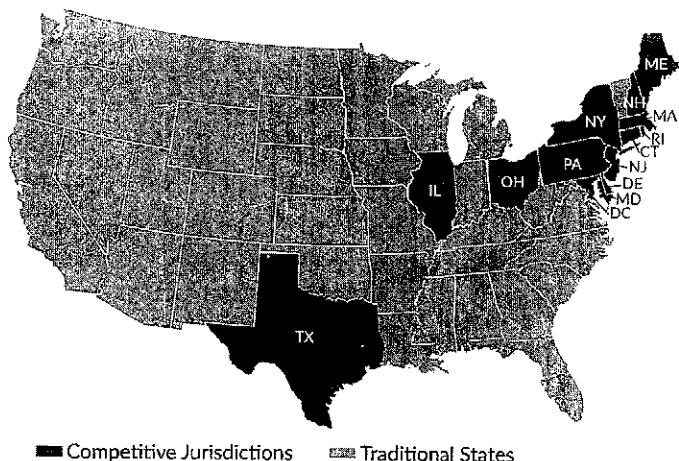 ME
NH
NY
MA
RI
CT
PA
NJ
DE
MD
DC
IL
OH
TX
Competitive Jurisdictions
Traditional States